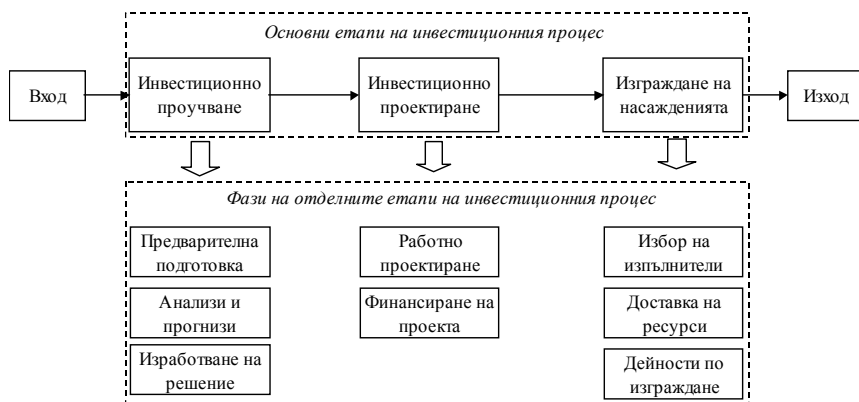 Основни етапи на инвестиционния процес
Вход
Инвестиционно
проучване
Инвестиционно
проектиране
Изграждане на
насажденията
Изход
Фази на отделните етапи на инвестиционния процес
Предварителна
подготовка
Анализи и
прогнизи
Изработване на
решение
Работно
проектиране
Финансиране на
проекта
Избор на
изпълнители
Доставка на
ресурси
Дейности по
изграждане